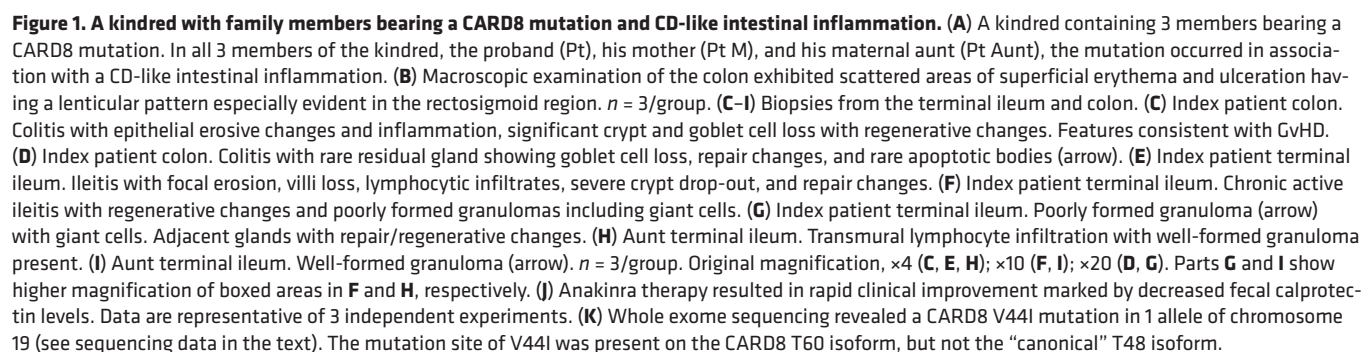 Figure 1. A kindred with family members bearing a CARD8 mutation and CD-like intestinal inflammation. (A) A kindred containing 3 members bearing a
CARD8 mutation. In all 3 members of the kindred, the proband (Pt), his mother (Pt M), and his maternal aunt (Pt Aunt), the mutation occurred in associa-
tion with a CD-like intestinal inflammation. (B) Macroscopic examination of the colon exhibited scattered areas of superficial erythema and ulceration hav-
ing a lenticular pattern especially evident in the rectosigmoid region. n = 3/group. (C–I) Biopsies from the terminal ileum and colon. (C) Index patient colon.
Colitis with epithelial erosive changes and inflammation, significant crypt and goblet cell loss with regenerative changes. Features consistent with GvHD.
(D) Index patient colon. Colitis with rare residual gland showing goblet cell loss, repair changes, and rare apoptotic bodies (arrow). (E) Index patient terminal
ileum. Ileitis with focal erosion, villi loss, lymphocytic infiltrates, severe crypt drop-out, and repair changes. (F) Index patient terminal ileum. Chronic active
ileitis with regenerative changes and poorly formed granulomas including giant cells. (G) Index patient terminal ileum. Poorly formed granuloma (arrow)
with giant cells. Adjacent glands with repair/regenerative changes. (H) Aunt terminal ileum. Transmural lymphocyte infiltration with well-formed granuloma
present. (I) Aunt terminal ileum. Well-formed granuloma (arrow). n = 3/group. Original magnification, ×4 (C, E, H); ×10 (F, I); ×20 (D, G). Parts G and I show
higher magnification of boxed areas in F and H, respectively. (J) Anakinra therapy resulted in rapid clinical improvement marked by decreased fecal calprotec-
tin levels. Data are representative of 3 independent experiments. (K) Whole exome sequencing revealed a CARD8 V44I mutation in 1 allele of chromosome
19 (see sequencing data in the text). The mutation site of V44I was present on the CARD8 T60 isoform, but not the “canonical” T48 isoform.